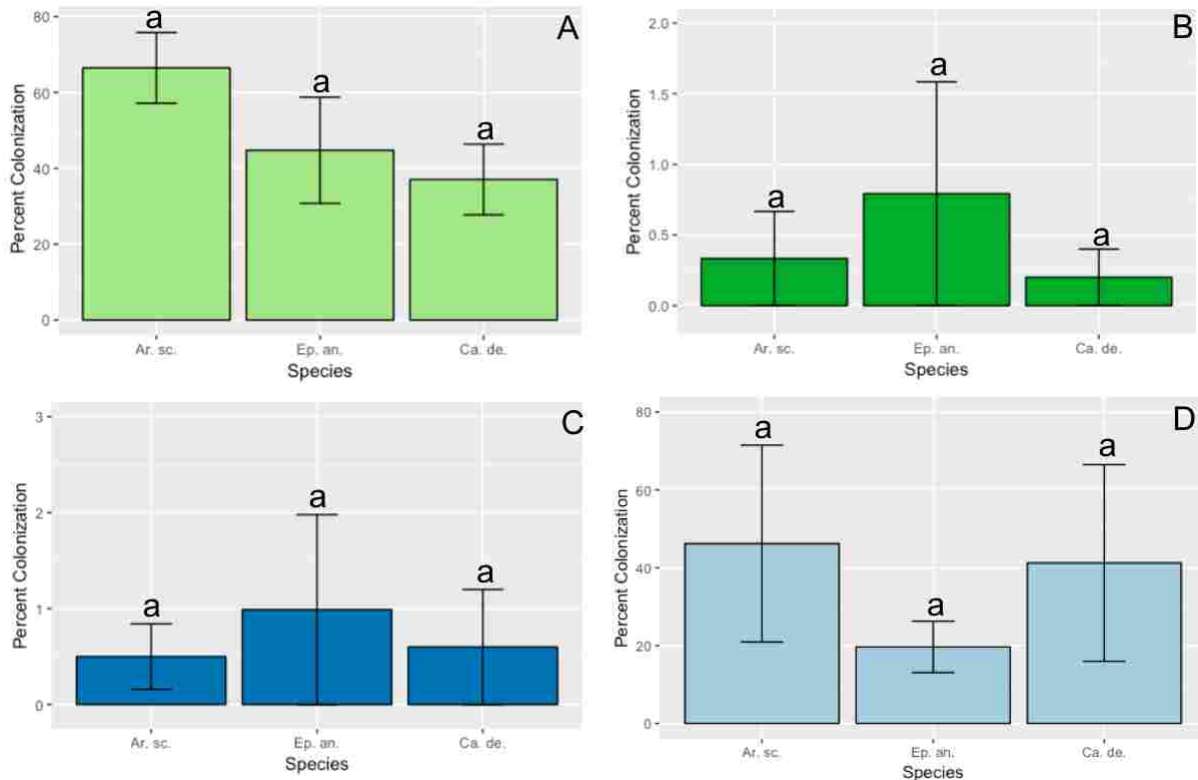 A
Percent Colonization
80
60
40
20
0
a
a
a
Ar. sc.
Ep. an.
Ca. de.
Species
B
Percent Colonization
2.0
1.5
1.0
0.5
0.0
a
a
a
Ar. sc.
Ep. an.
Ca. de.
Species
C
Percent Colonization
3
2
1
0
a
a
a
Ar. sc.
Ep. an.
Ca. de.
Species
D
Percent Colonization
80
60
40
20
0
a
a
a
Ar. sc.
Ep. an.
Ca. de.
Species